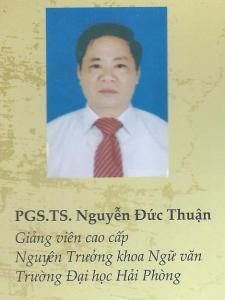 PGS.TS. Nguyễn Đức Thuận
Giảng viên cao cấp
Nguyên Trưởng khoa Ngữ văn
Trường Đại học Hải Phòng